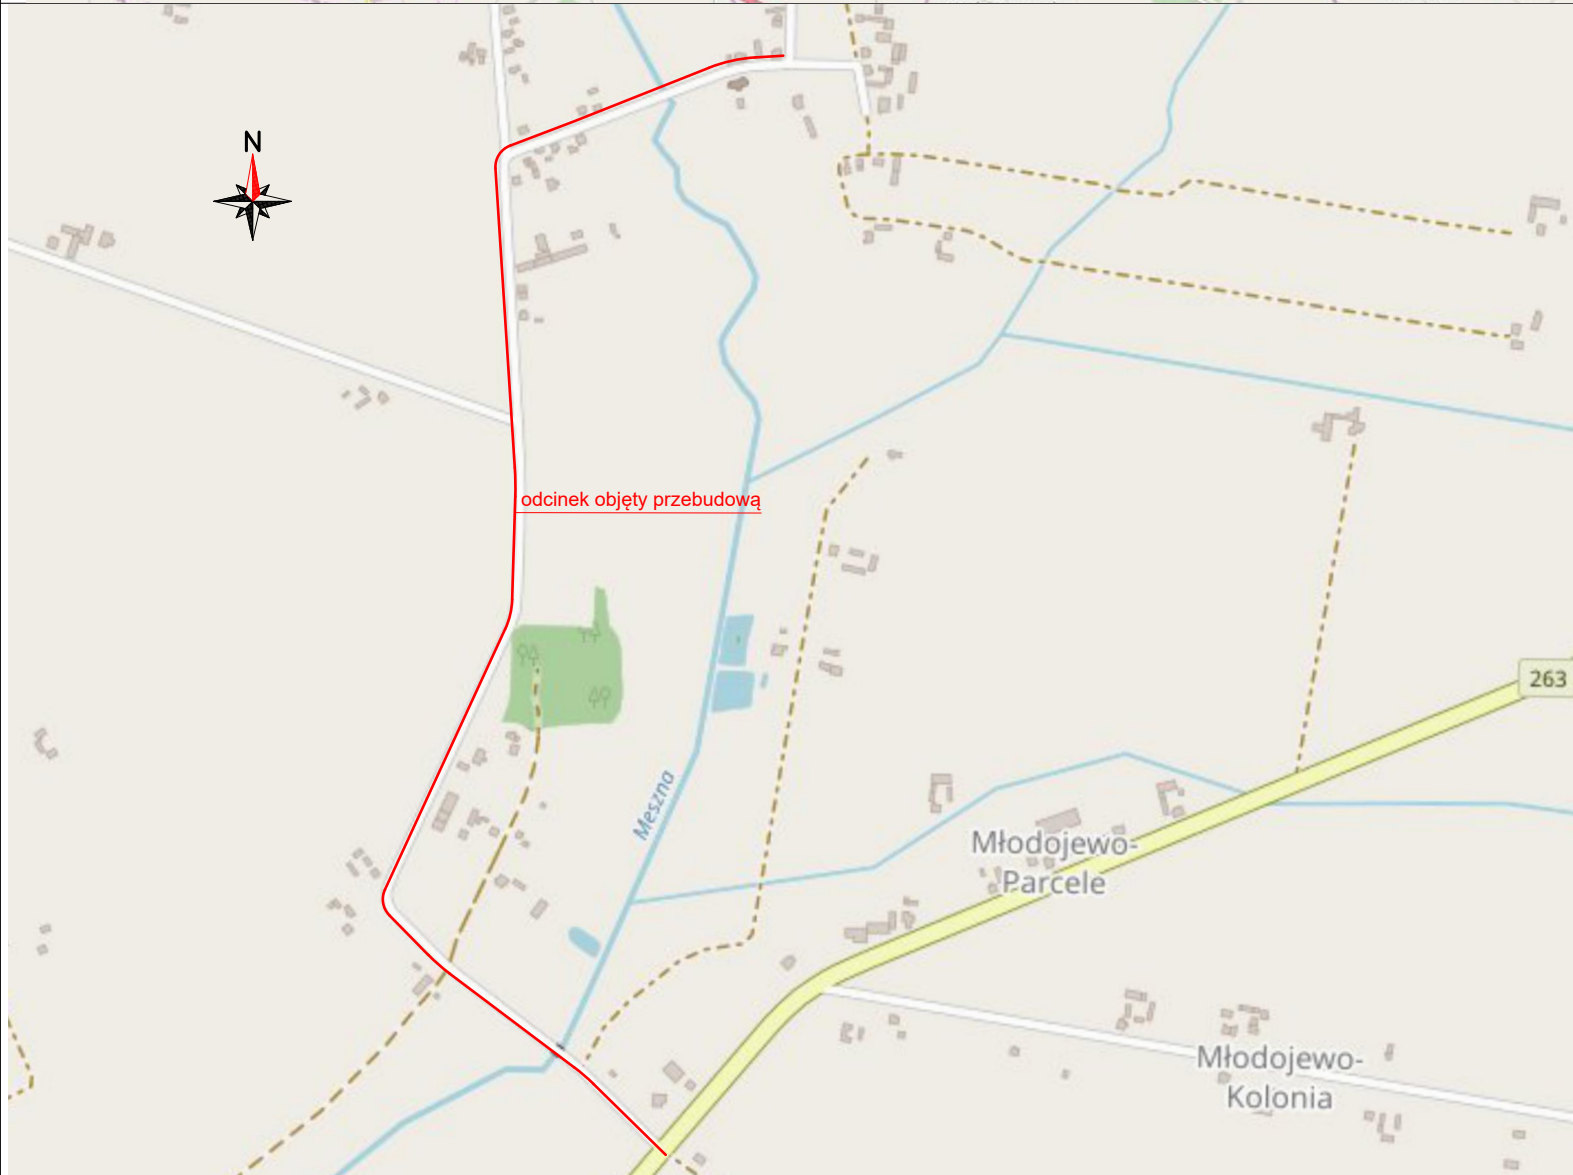 N
odcinek objęty przebudową
263
Meszna
Młodojewo-
Parcele
Młodojewo-
Kolonia